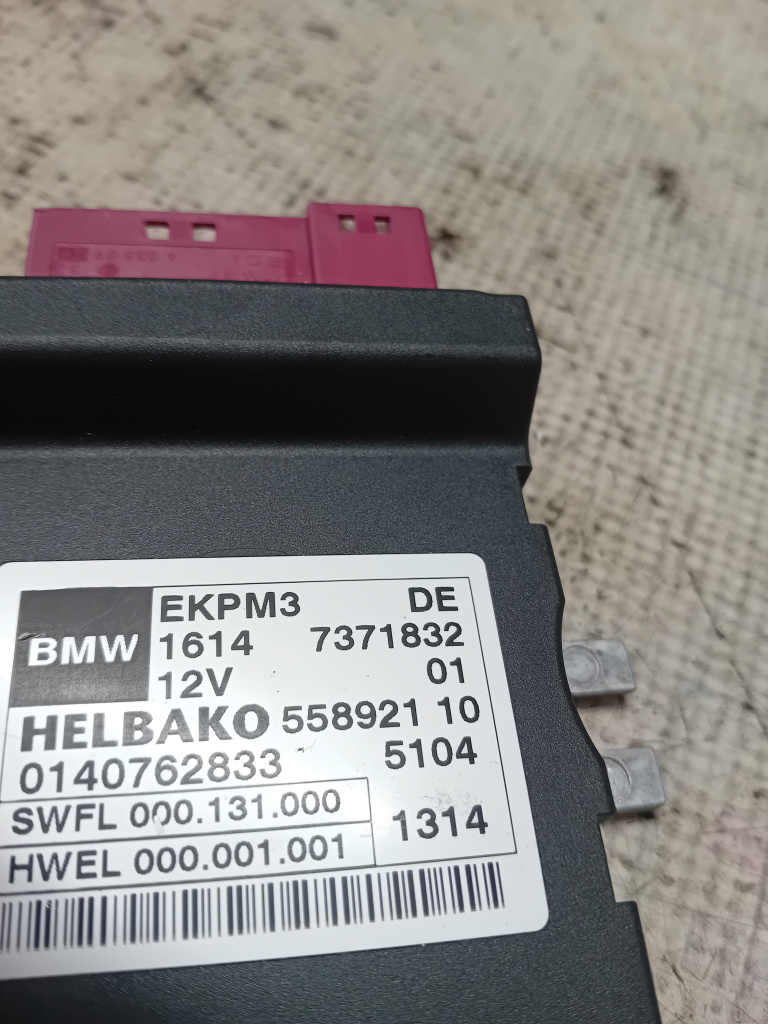 BMW
EKPM3 DE
1614 7371832
12V 01
HELBAKO 558921 10
0140762833 5104
SWFL 000.131.000
1314
HWEL 000.001.001